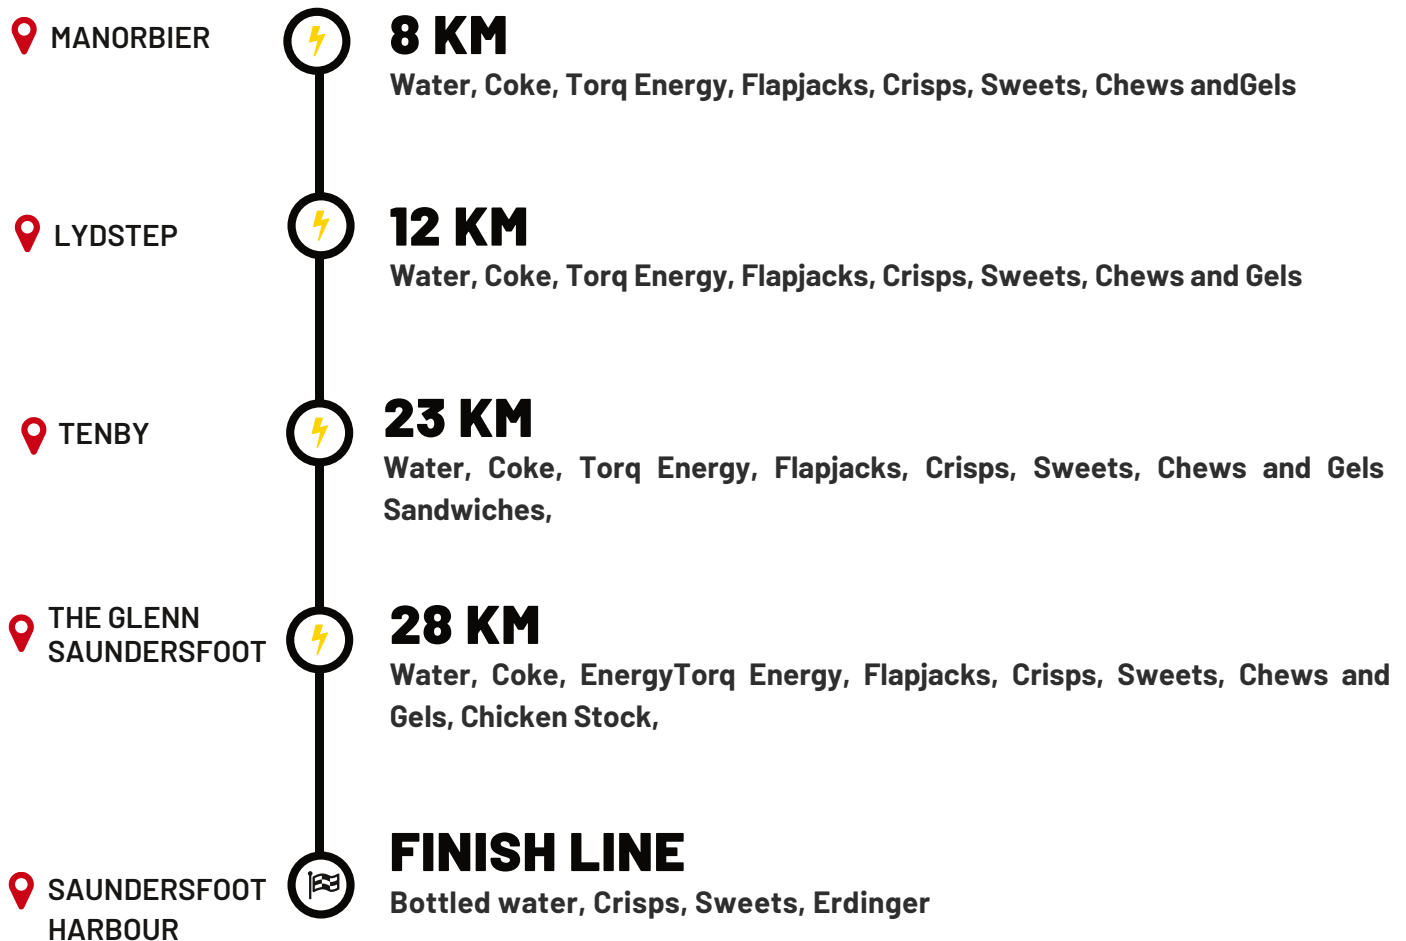 MANORBIER
8 KM
Water, Coke, Torq Energy, Flapjacks, Crisps, Sweets, Chews andGels
LYDSTEP
12 KM
Water, Coke, Torq Energy, Flapjacks, Crisps, Sweets, Chews and Gels
TENBY
23 KM
Water, Coke, Torq Energy, Flapjacks, Crisps, Sweets, Chews and Gels
Sandwiches,
THE GLENN
SAUNDERSFOOT
28 KM
Water, Coke, EnergyTorq Energy, Flapjacks, Crisps, Sweets, Chews and
Gels, Chicken Stock,
SAUNDERSFOOT
HARBOUR
FINISH LINE
Bottled water, Crisps, Sweets, Erdinger